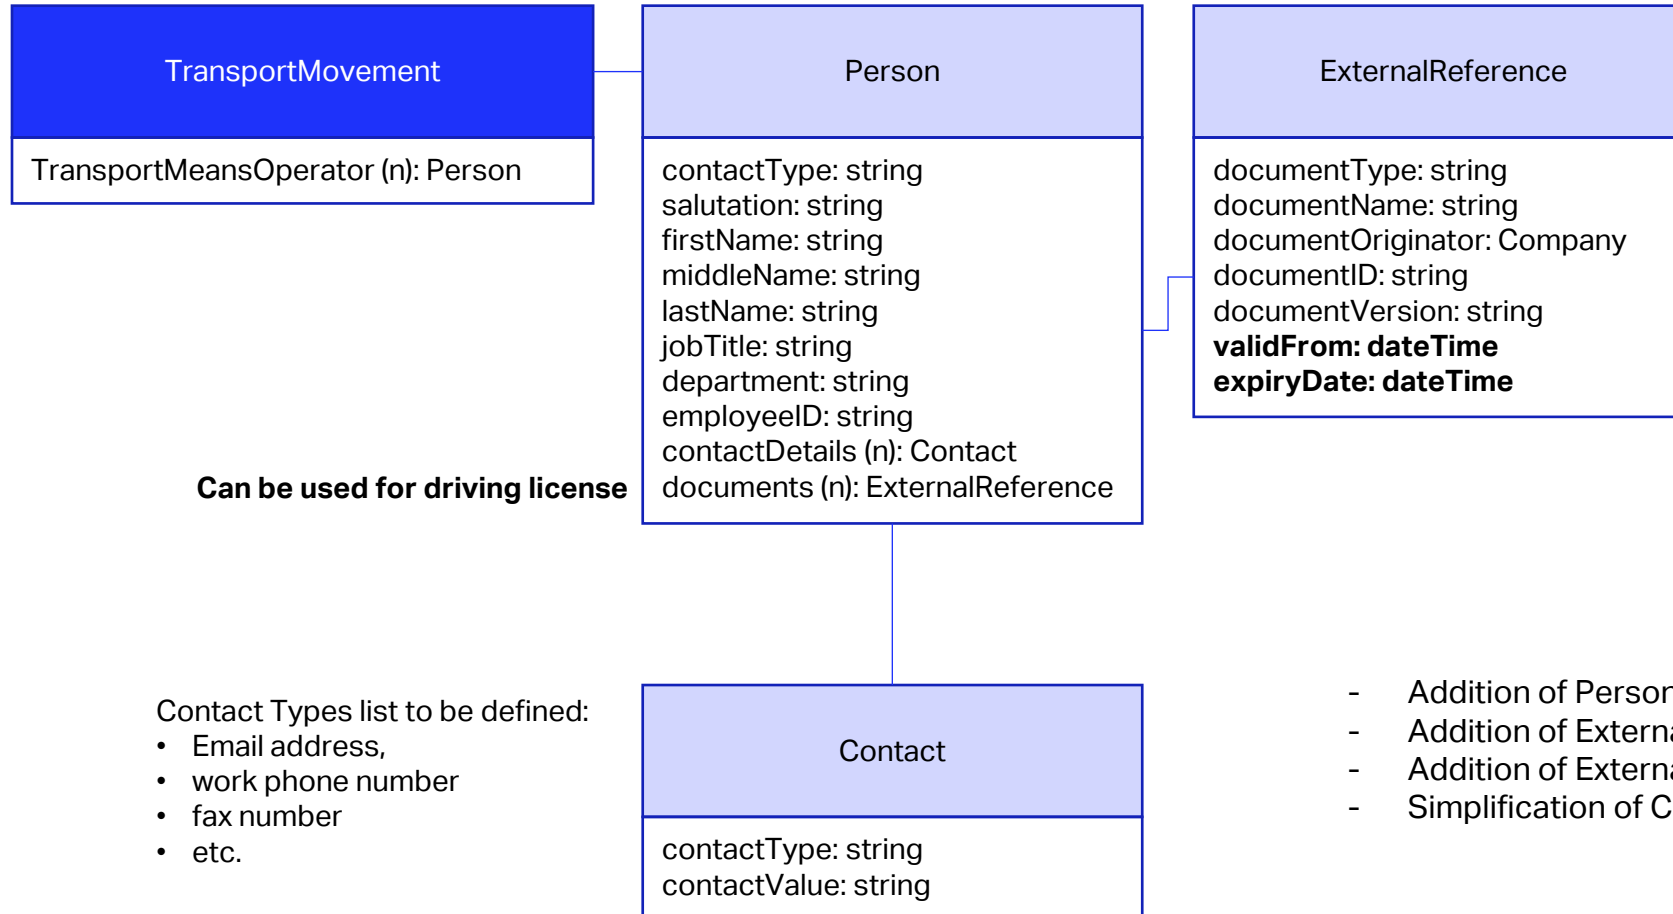 TransportMovement
TransportMeansOperator (n): Person
Person
contactType: string
salutation: string
firstName: string
middleName: string
lastName: string
jobTitle: string
department: string
employeeID: string
contactDetails (n): Contact
documents (n): ExternalReference
ExternalReference
documentType: string
documentName: string
documentOriginator: Company
documentID: string
documentVersion: string
validFrom: dateTime
expiryDate: dateTime
Can be used for driving license
Contact Types list to be defined:
• Email address,
• work phone number
• fax number
• etc.
Contact
contactType: string
contactValue: string
- Addition of Person
- Addition of
- Addition of
- Simplification of